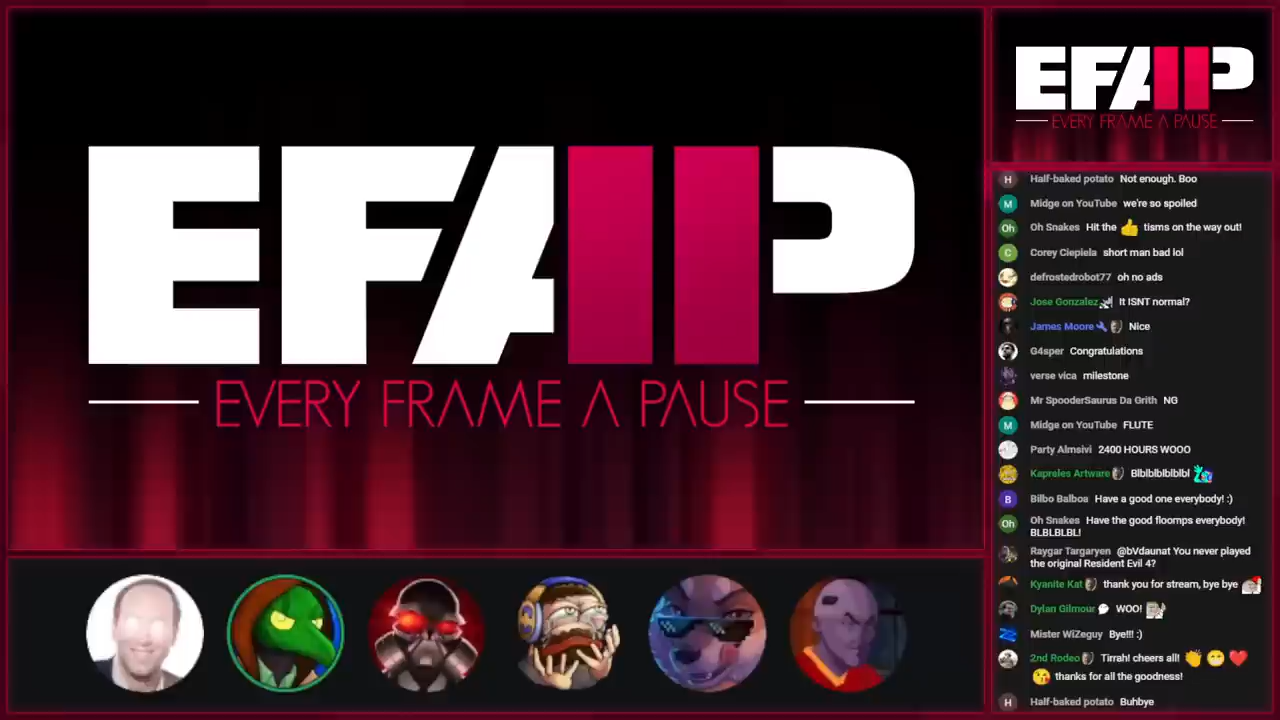 EFAP
EVERY FRAME A PAUSE
EFAP
EVERY FRAME A PAUSE
H Half-baked potato Not enough. Boo
M Midge on YouTube we're so spoiled
Oh Oh Snakes Hit the 👍 tisms on the way out!
C Corey Ciepiela short man bad lol
defrostedrobot77 oh no ads
Jose Gonzalez It ISNT normal?
James Moore Nice
G4sper Congratulations
verse vica milestone
Mr SpooderSaurus Da Grith NG
M Midge on YouTube FLUTE
Party Almsivi 2400 HOURS WOOO
Kapreles Artware Blblblblblblbl
B Bilbo Balboa Have a good one everybody! :)
Oh Oh Snakes Have the good floomps everybody!
BLBLBLBL!
Raygar Targaryen @bVdaunat You never played
the original Resident Evil 4?
Kyanite Kat thank you for stream, bye bye
Dylan Gilmour WOO!
Mister WiZeguy Bye!!! :)
2nd Rodeo Tirrah! cheers all! 👏 😁 ❤️
😘 thanks for all the goodness!
H Half-baked potato Buhbye